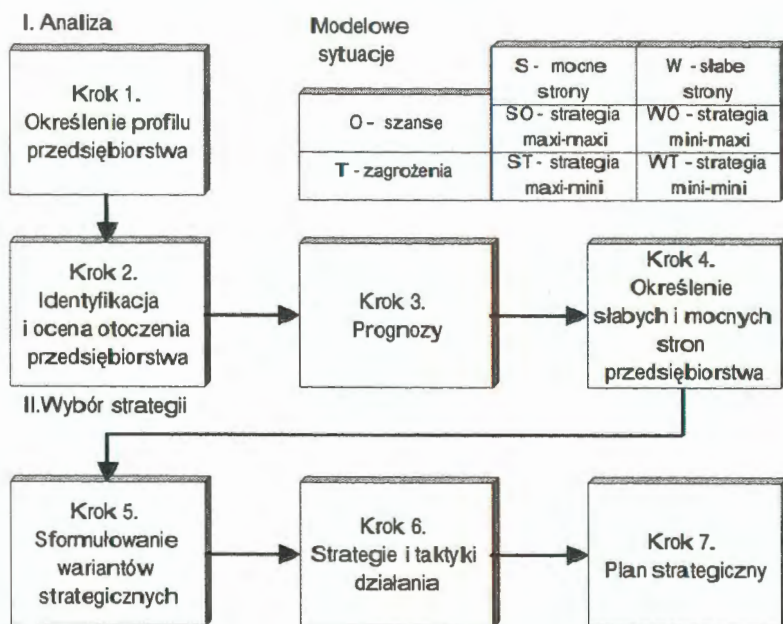 I. Analiza
Krok 1.
Określenie profilu
przedsiębiorstwa
Modelowe
sytuacje
S - mocne
strony
W - słabe
strony
O - szanse
SO - strategia
maxi-maxi
WO - strategia
mini-maxi
T - zagrożenia
ST - strategia
maxi-mini
WT - strategia
mini-mini
Krok 2.
Identyfikacja
i ocena otoczenia
przedsiębiorstwa
Krok 3.
Prognozy
Krok 4.
Określenie
słabych i mocnych
stron
przedsiębiorstwa
II.Wybór strategii
Krok 5.
Sformułowanie
wariantów
strategicznych
Krok 6.
Strategie i taktyki
działania
Krok 7.
Plan strategiczny